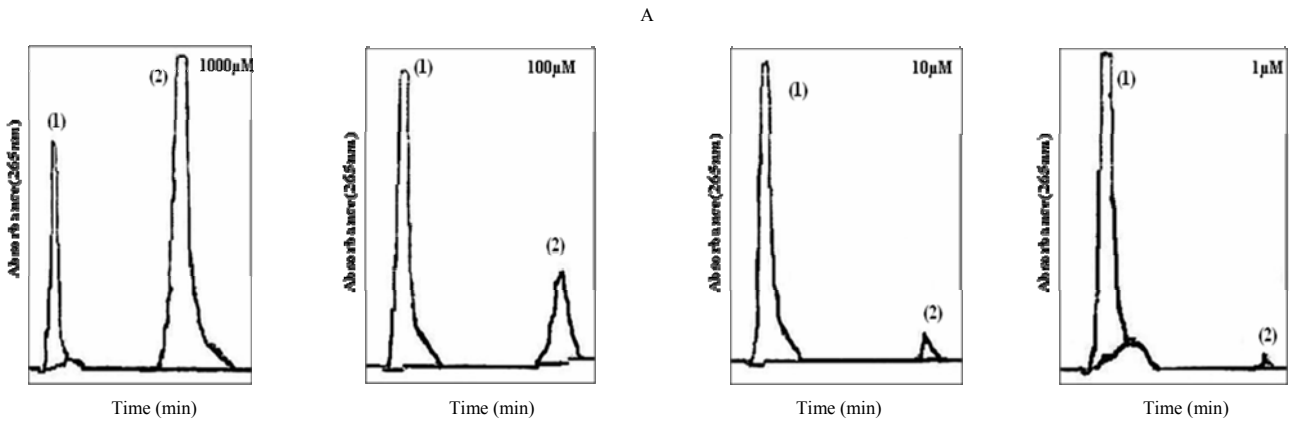 A
1000µM
(1)
(2)
Absorbance(265nm)
Time (min)
100µM
(1)
(2)
Absorbance(265nm)
Time (min)
10µM
(1)
(2)
Absorbance(265nm)
Time (min)
1µM
(1)
(2)
Absorbance(265nm)
Time (min)